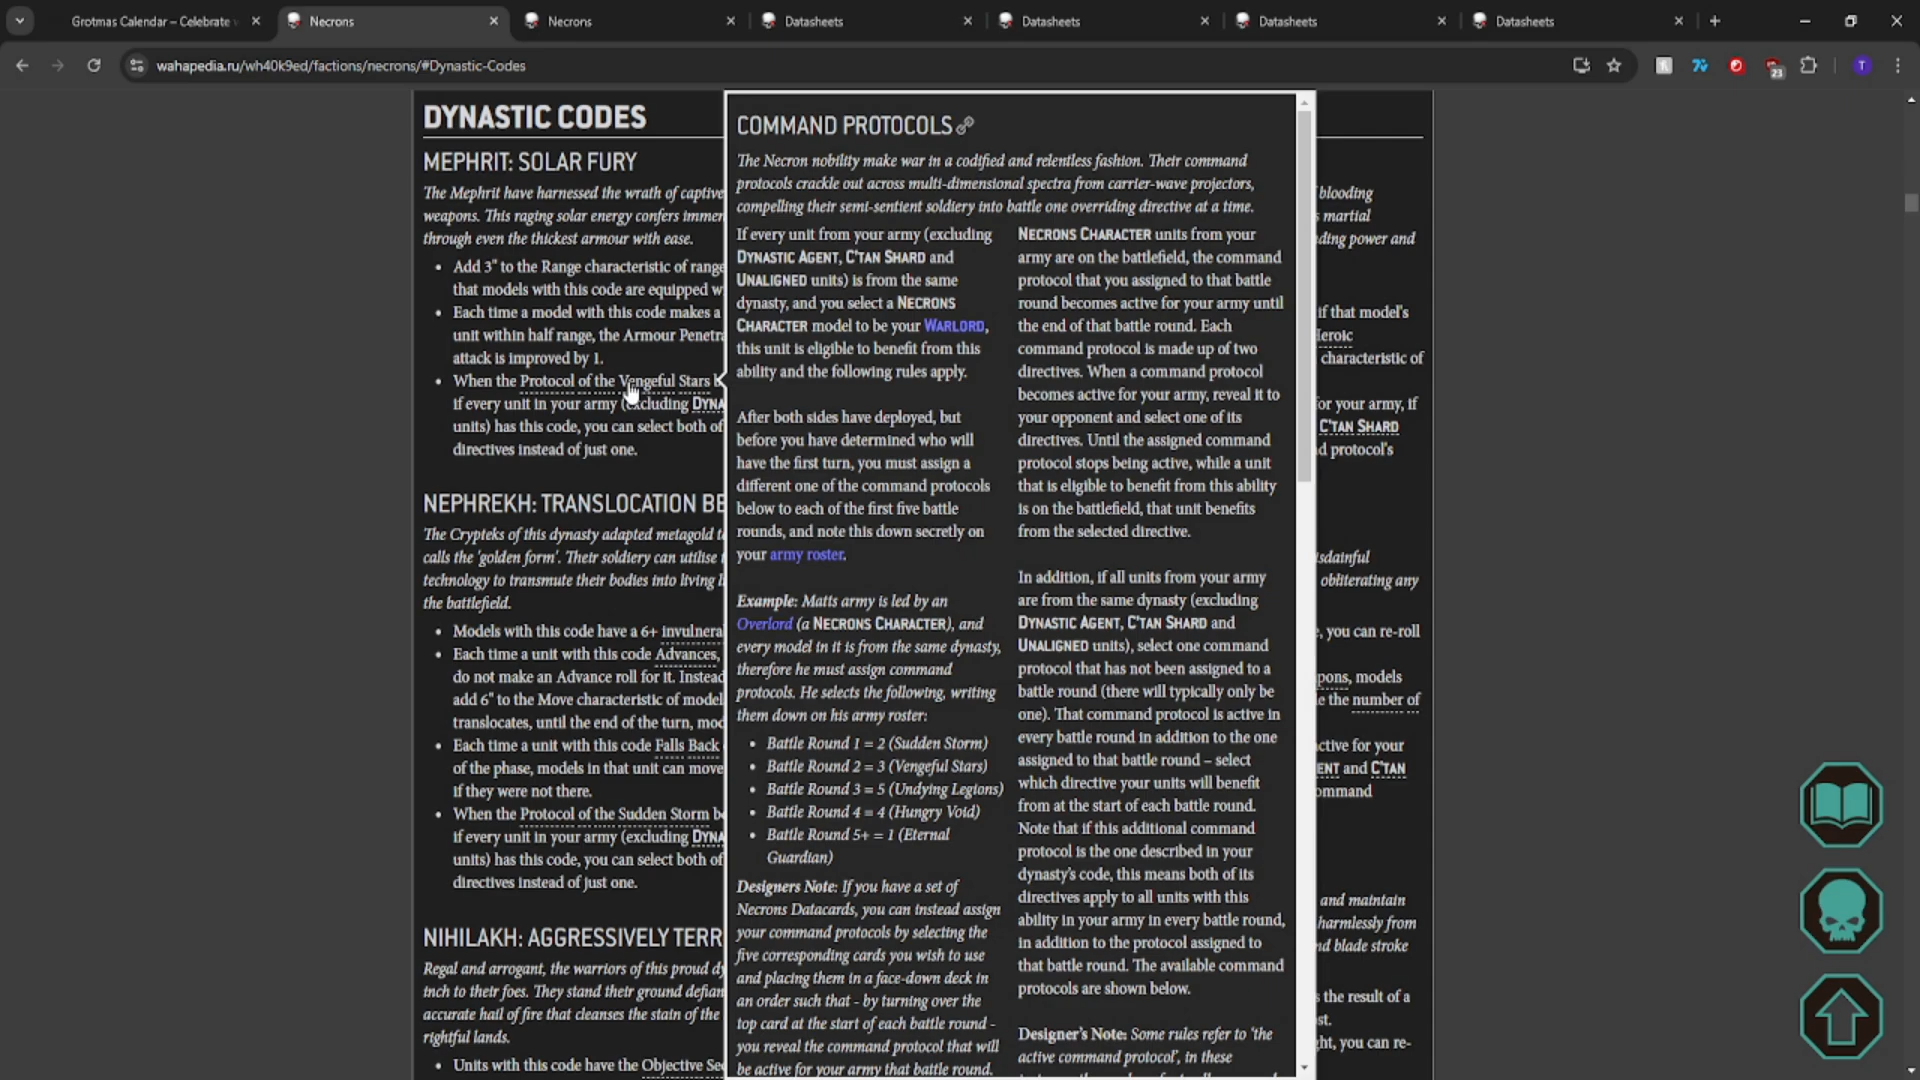 Grotmas Calendar – Celebrate
Necrons
Necrons
Datasheets
Datasheets
Datasheets
Datasheets
wahapedia.ru/wh40k9ed/factions/necrons/#Dynastic-Codes
23
T
DYNASTIC CODES
MEPHRIT: SOLAR FURY
The Mephrit have harnessed the wrath of captive
weapons. This raging solar energy confers
through even the thickest armour with ease.
• Add 3" to the Range characteristic of
that models with this code are equipped
• Each time a model with this code makes a
unit within half range, the Armour
attack is improved by 1.
• When the Protocol of the Vengeful Stars
if every unit in your army (excluding
units) has this code, you can select both of
directives instead of just one.
NEPHREKH: TRANSLOCATION
The Crypteks of this dynasty adapted metagold
calls the 'golden form'. Their soldiery can utilise
technology to transmute their bodies into living
the battlefield.
• Models with this code have a 6+
• Each time a unit with this code Advances,
do not make an Advance roll for it. Instead
add 6" to the Move characteristic of
translocates, until the end of the turn,
• Each time a unit with this code Falls Back
of the phase, models in that unit can move
if they were not there.
• When the Protocol of the Sudden Storm
if every unit in your army (excluding
units) has this code, you can select both of
directives instead of just one.
NIHILAKH: AGGRESSIVELY
Regal and arrogant, the warriors of this proud
inch to their foes. They stand their ground
accurate hail of fire that cleanses the stain of the
rightful lands.
• Units with this code have the Objective
COMMAND PROTOCOLS
The Necron nobility make war in a codified and relentless fashion. Their command
protocols crackle out across multi-dimensional spectra from carrier-wave projectors,
compelling their semi-sentient soldiery into battle one overriding directive at a time.
If every unit from your army (excluding
DYNASTIC AGENT, C'TAN SHARD and
UNALIGNED units) is from the same
dynasty, and you select a NECRONS
CHARACTER model to be your WARLORD,
this unit is eligible to benefit from this
ability and the following rules apply.
After both sides have deployed, but
before you have determined who will
have the first turn, you must assign a
different one of the command protocols
below to each of the first five battle
rounds, and note this down secretly on
your army roster.
Example: Matts army is led by an
Overlord (a NECRONS CHARACTER), and
every model in it is from the same dynasty,
therefore he must assign command
protocols. He selects the following, writing
them down on his army roster:
• Battle Round 1 = 2 (Sudden Storm)
• Battle Round 2 = 3 (Vengeful Stars)
• Battle Round 3 = 5 (Undying Legions)
• Battle Round 4 = 4 (Hungry Void)
• Battle Round 5+ = 1 (Eternal
Guardian)
Designers Note: If you have a set of
Necrons Datacards, you can instead assign
your command protocols by selecting the
five corresponding cards you wish to use
and placing them in a face-down deck in
an order such that - by turning over the
top card at the start of each battle round -
you reveal the command protocol that will
be active for your army that battle round.
NECRONS CHARACTER units from your
army are on the battlefield, the command
protocol that you assigned to that battle
round becomes active for your army until
the end of that battle round. Each
command protocol is made up of two
directives. When a command protocol
becomes active for your army, reveal it to
your opponent and select one of its
directives. Until the assigned command
protocol stops being active, while a unit
that is eligible to benefit from this ability
is on the battlefield, that unit benefits
from the selected directive.
In addition, if all units from your army
are from the same dynasty (excluding
DYNASTIC AGENT, C'TAN SHARD and
UNALIGNED units), select one command
protocol that has not been assigned to a
battle round (there will typically only be
one). That command protocol is active in
every battle round in addition to the one
assigned to that battle round – select
which directive your units will benefit
from at the start of each battle round.
Note that if this additional command
protocol is the one described in your
dynasty's code, this means both of its
directives apply to all units with this
ability in your army in every battle round,
in addition to the protocol assigned to
that battle round. The available command
protocols are shown below.
Designer's Note: Some rules refer to 'the
active command protocol', in these
blooding
martial
power and
if that model's
characteristic of
for your army, if
C'TAN SHARD
protocol's
obliterating any
, you can re-roll
, models
the number of
for your
and C'TAN
and maintain
harmlessly from
blade stroke
the result of a
, you can re-